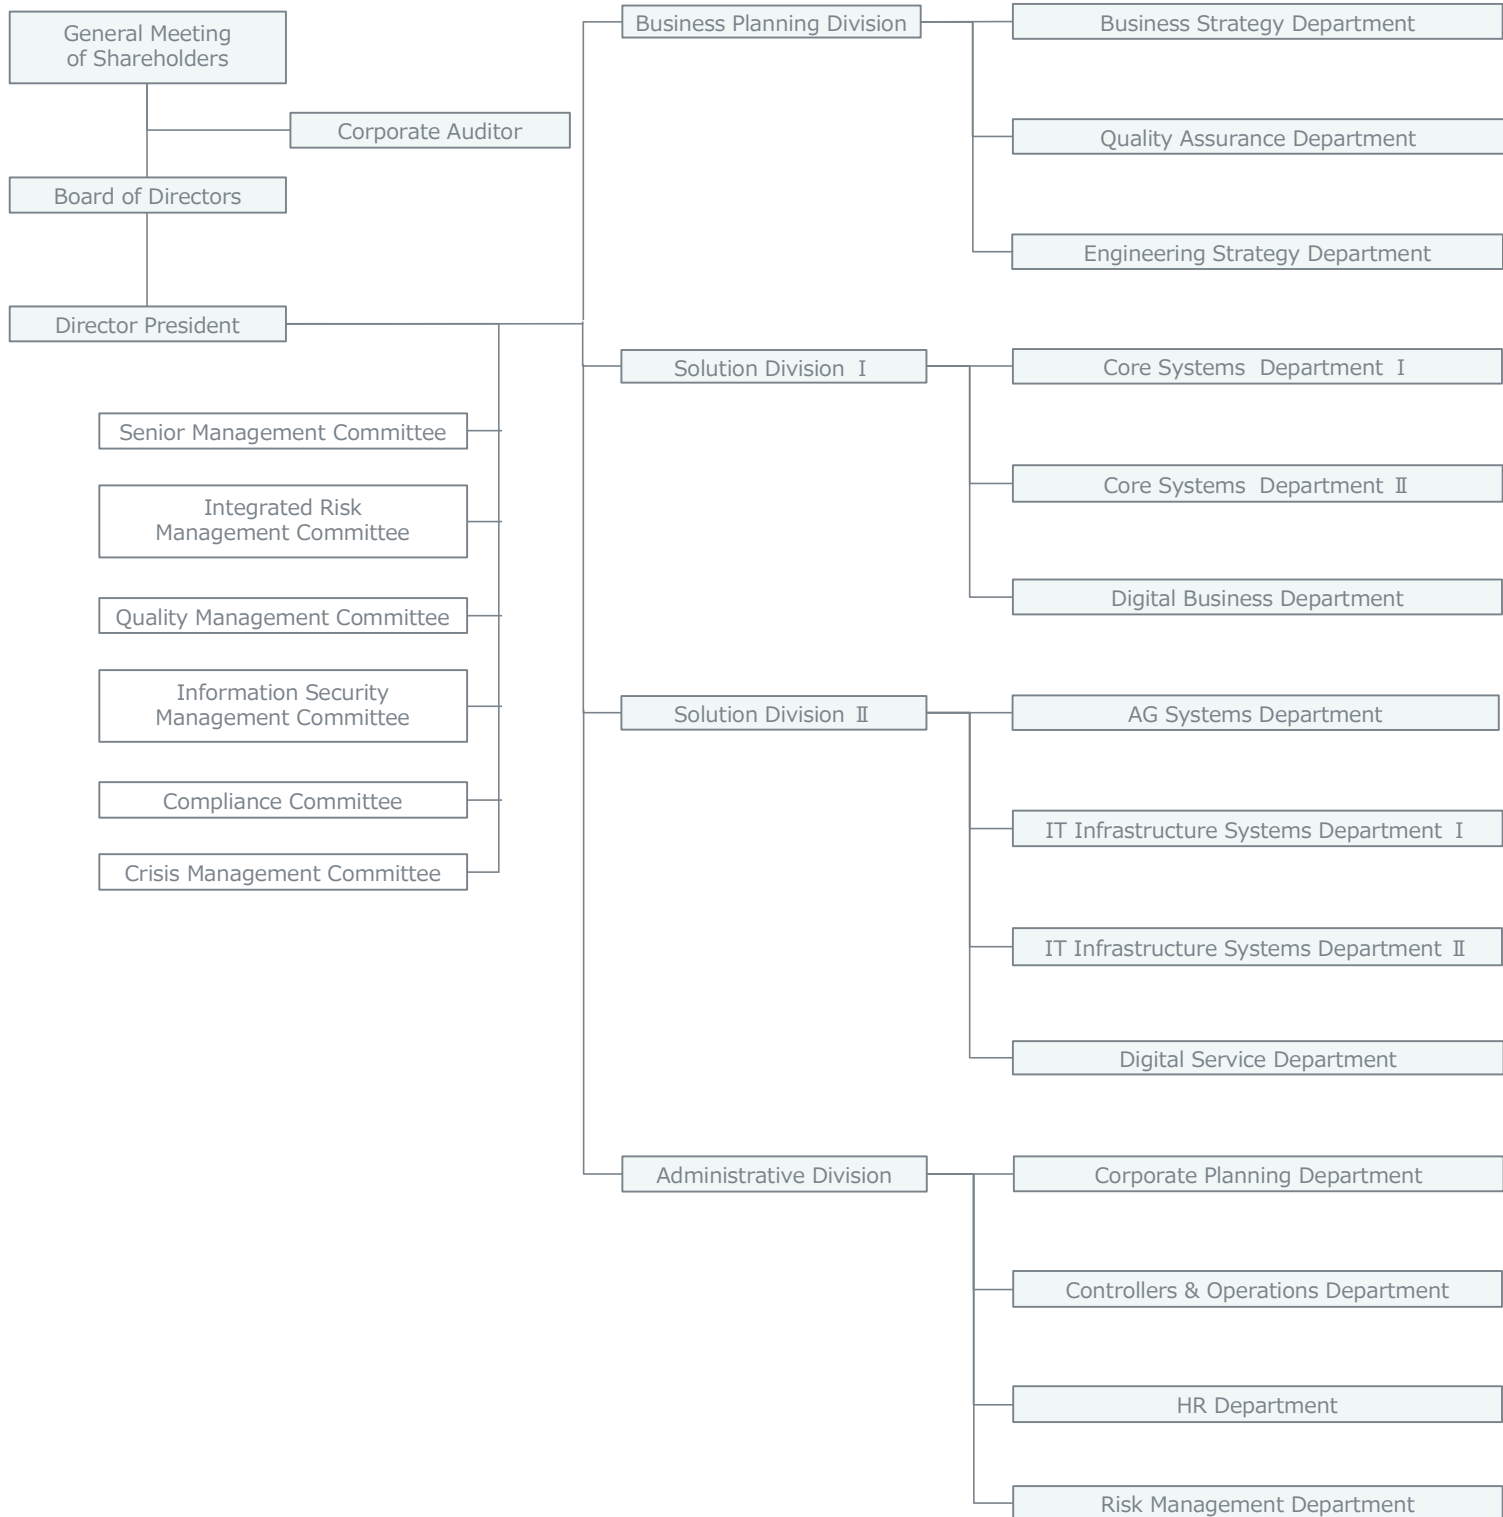 General Meeting
of Shareholders
Corporate Auditor
Board of Directors
Director President
Senior Management Committee
Integrated Risk
Management Committee
Quality Management Committee
Information Security
Management Committee
Compliance Committee
Crisis Management Committee
Business Planning Division
Business Strategy Department
Quality Assurance Department
Engineering Strategy Department
Solution Division Ⅰ
Core Systems  Department Ⅰ
Core Systems  Department Ⅱ
Digital Business Department
Solution Division Ⅱ
AG Systems Department
IT Infrastructure Systems Department Ⅰ
IT Infrastructure Systems Department Ⅱ
Digital Service Department
Administrative Division
Corporate Planning Department
Controllers & Operations Department
HR Department
Risk Management Department